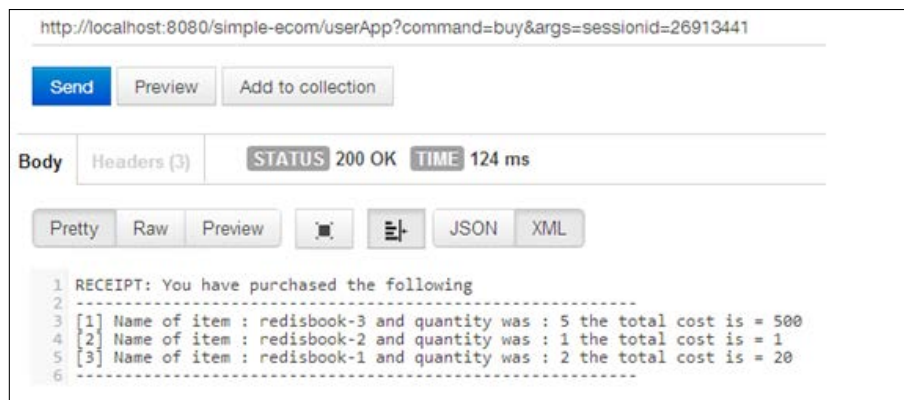 http://localhost:8080/simple-ecom/userApp?command=buy&args=sessionid=26913441
Send Preview Add to collection
Body Headers (3) STATUS 200 OK TIME 124 ms
Pretty Raw Preview JSON XML
1 RECEIPT: You have purchased the following
2 -----------------------------------------------------------
3 [1] Name of item : redisbook-3 and quantity was : 5 the total cost is = 500
4 [2] Name of item : redisbook-2 and quantity was : 1 the total cost is = 1
5 [3] Name of item : redisbook-1 and quantity was : 2 the total cost is = 20
6 -----------------------------------------------------------